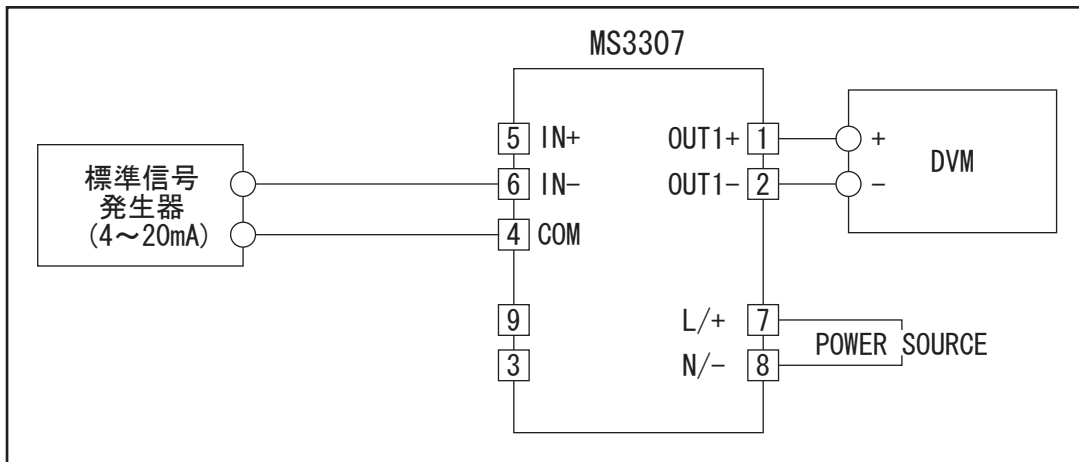 MS3307
標準信号
発生器
(4～20mA)
5 IN+
6 IN-
4 COM
9
3
OUT1+ 1
OUT1- 2
L/+ 7
N/- 8
+
-
DVM
POWER SOURCE